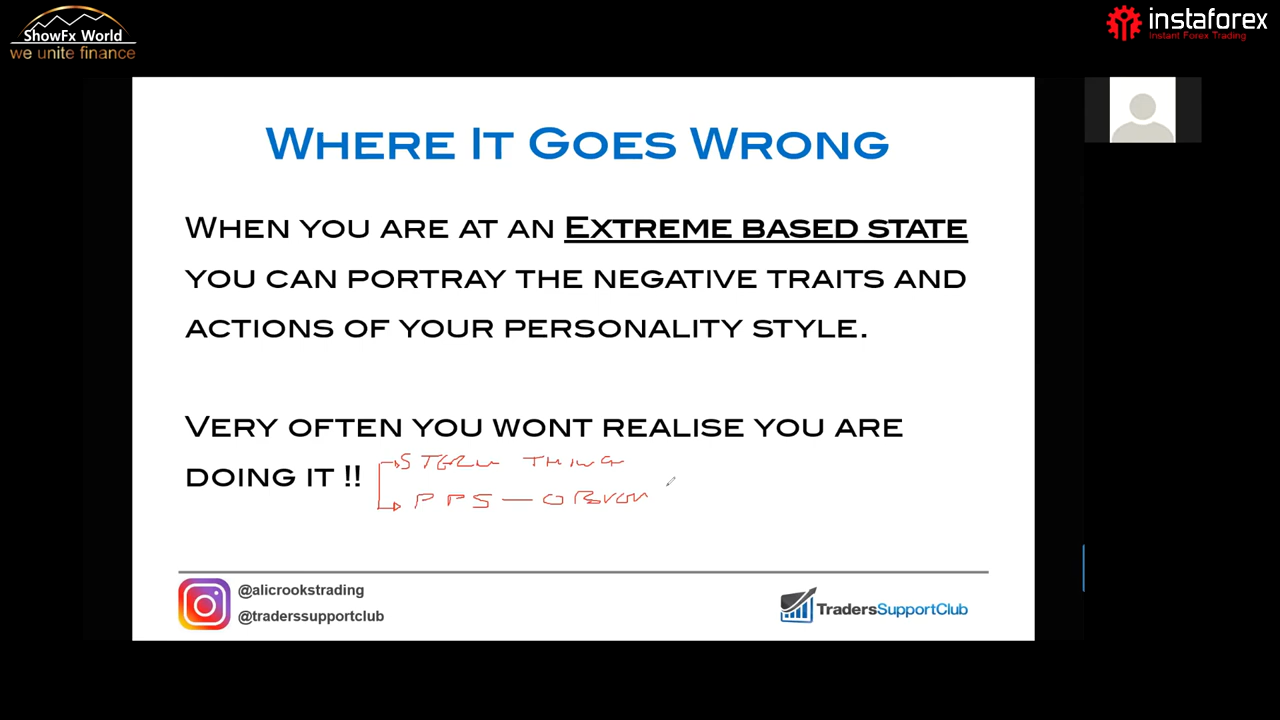 ShowFx World
we unite finance
instaforex
Instant Forex Trading
WHERE IT GOES WRONG
WHEN YOU ARE AT AN EXTREME BASED STATE
YOU CAN PORTRAY THE NEGATIVE TRAITS AND
ACTIONS OF YOUR PERSONALITY STYLE.
VERY OFTEN YOU WONT REALISE YOU ARE
DOING IT !!
THING
PPS —
@alicrookstrading
@traderssupportclub
TradersSupportClub